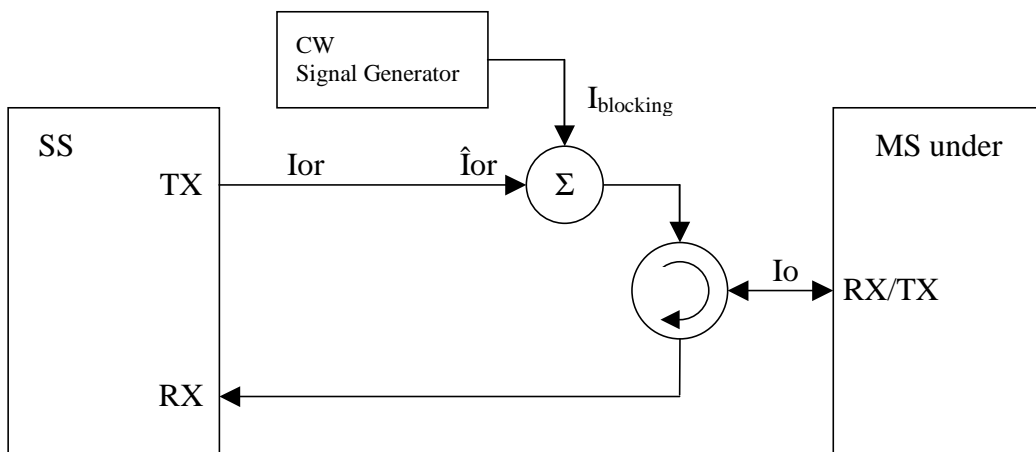 CW
Signal Generator
I_blocking
SS
MS under
TX
Ior
Îor
Σ
Io
RX/TX
RX